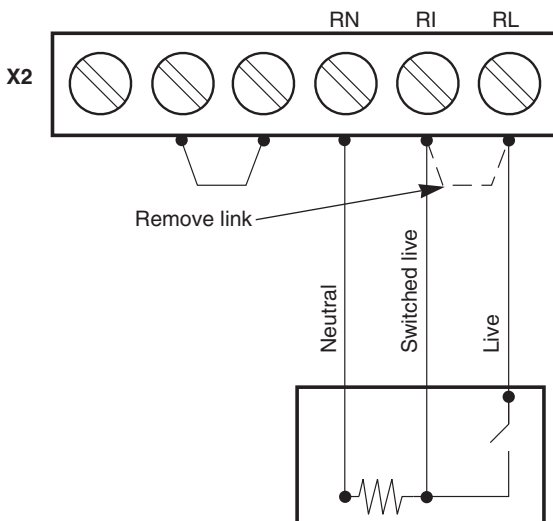 RN RI RL
X2
Remove link
Neutral
Switched live
Live